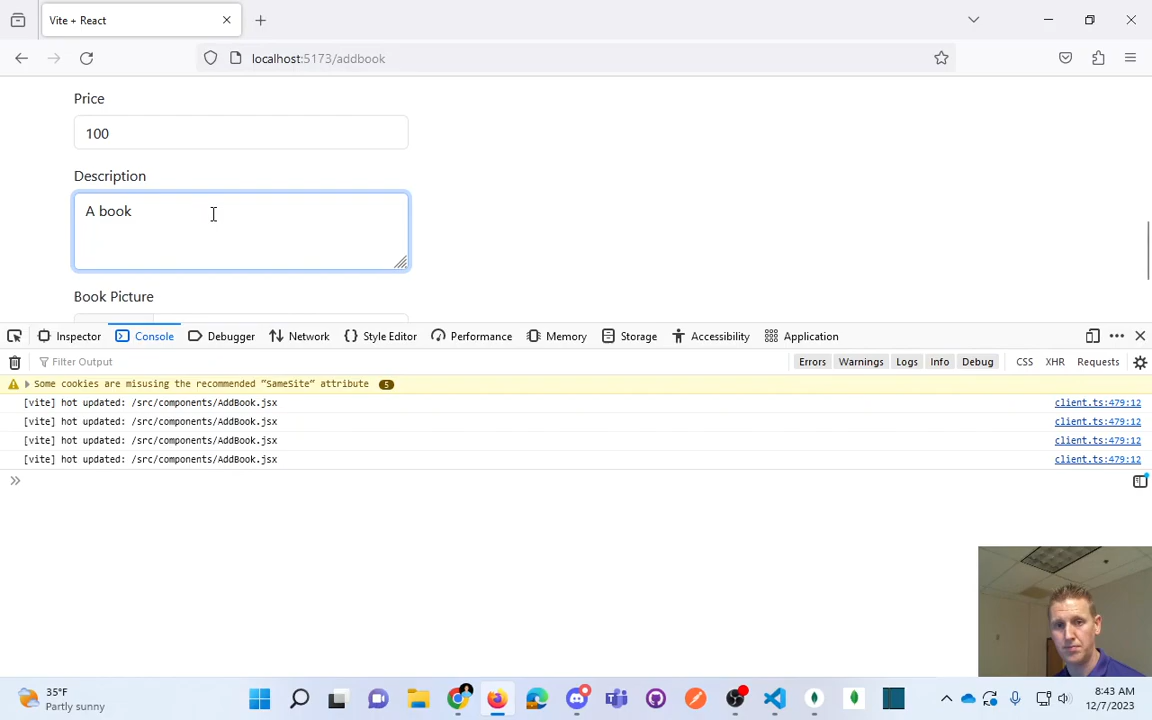 Vite + React
localhost:5173/addbook
Price
100
Description
A book
Book Picture
Inspector Console Debugger Network Style Editor Performance Memory Storage Accessibility Application
Filter Output Errors Warnings Logs Info Debug CSS XHR Requests
Some cookies are misusing the recommended “SameSite” attribute 5
[vite] hot updated: /src/components/AddBook.jsx client.ts:479:12
[vite] hot updated: /src/components/AddBook.jsx client.ts:479:12
[vite] hot updated: /src/components/AddBook.jsx client.ts:479:12
[vite] hot updated: /src/components/AddBook.jsx client.ts:479:12
35°F
Partly sunny
8:43 AM
12/7/2023